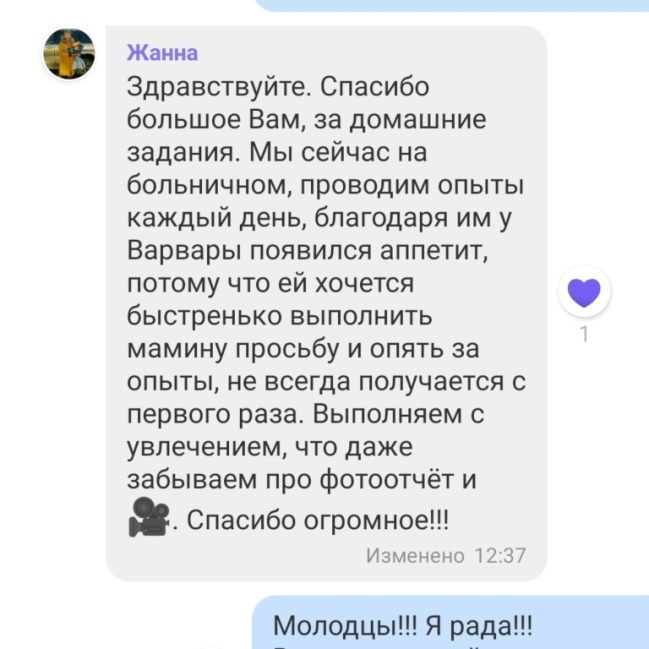 Жанна
Здравствуйте. Спасибо
большое Вам, за домашние
задания. Мы сейчас на
больничном, проводим опыты
каждый день, благодаря им у
Варвары появился аппетит,
потому что ей хочется
быстренько выполнить
мамину просьбу и опять за
опыты, не всегда получается с
первого раза. Выполняем с
увлечением, что даже
забываем про фотоотчёт и
🎥. Спасибо огромное!!!
Изменено 12:37
1
Молодцы!!! Я рада!!!